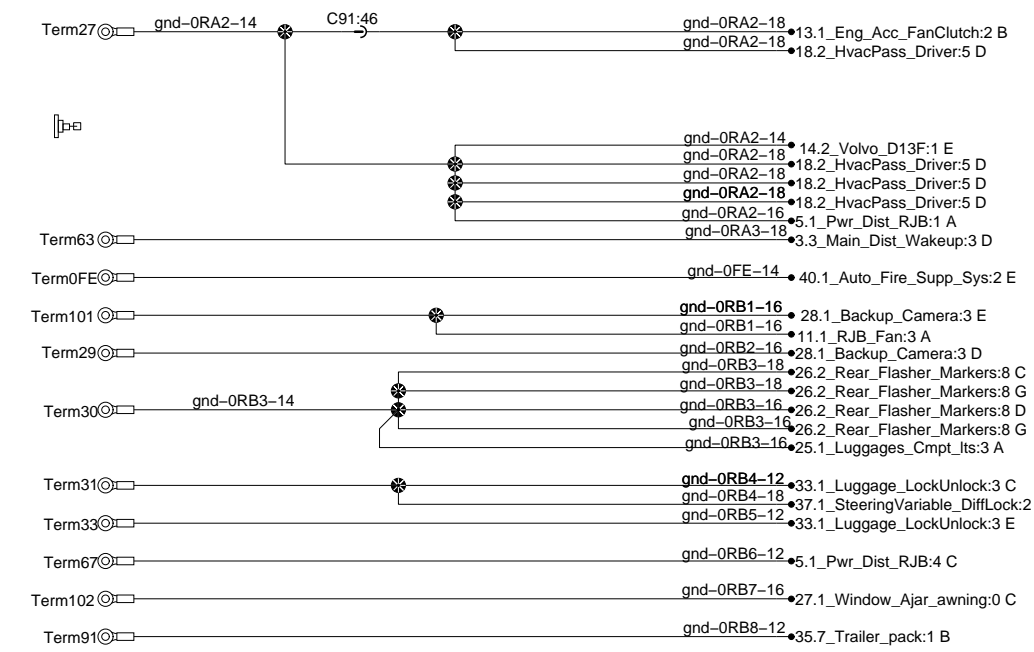 Term27 gnd–0RA2–14 C91:46 gnd–0RA2–18 13.1_Eng_Acc_FanClutch:2 B
gnd–0RA2–18 18.2_HvacPass_Driver:5 D
gnd–0RA2–14 14.2_Volvo_D13F:1 E
gnd–0RA2–18 18.2_HvacPass_Driver:5 D
gnd–0RA2–18 18.2_HvacPass_Driver:5 D
gnd–0RA2–18 18.2_HvacPass_Driver:5 D
gnd–0RA2–16 5.1_Pwr_Dist_RJB:1 A
Term63 gnd–0RA3–18 3.3_Main_Dist_Wakeup:3 D
Term0FE gnd–0FE–14 40.1_Auto_Fire_Supp_Sys:2 E
Term101 gnd–0RB1–16 28.1_Backup_Camera:3 E
gnd–0RB1–16 11.1_RJB_Fan:3 A
Term29 gnd–0RB2–16 28.1_Backup_Camera:3 D
gnd–0RB3–18 26.2_Rear_Flasher_Markers:8 C
gnd–0RB3–18 26.2_Rear_Flasher_Markers:8 G
Term30 gnd–0RB3–14 gnd–0RB3–16 26.2_Rear_Flasher_Markers:8 D
gnd–0RB3–16 26.2_Rear_Flasher_Markers:8 G
gnd–0RB3–16 25.1_Luggages_Cmpt_lts:3 A
Term31 gnd–0RB4–12 33.1_Luggage_LockUnlock:3 C
gnd–0RB4–18 37.1_SteeringVariable_DiffLock:2
Term33 gnd–0RB5–12 33.1_Luggage_LockUnlock:3 E
Term67 gnd–0RB6–12 5.1_Pwr_Dist_RJB:4 C
Term102 gnd–0RB7–16 27.1_Window_Ajar_awning:0 C
Term91 gnd–0RB8–12 35.7_Trailer_pack:1 B